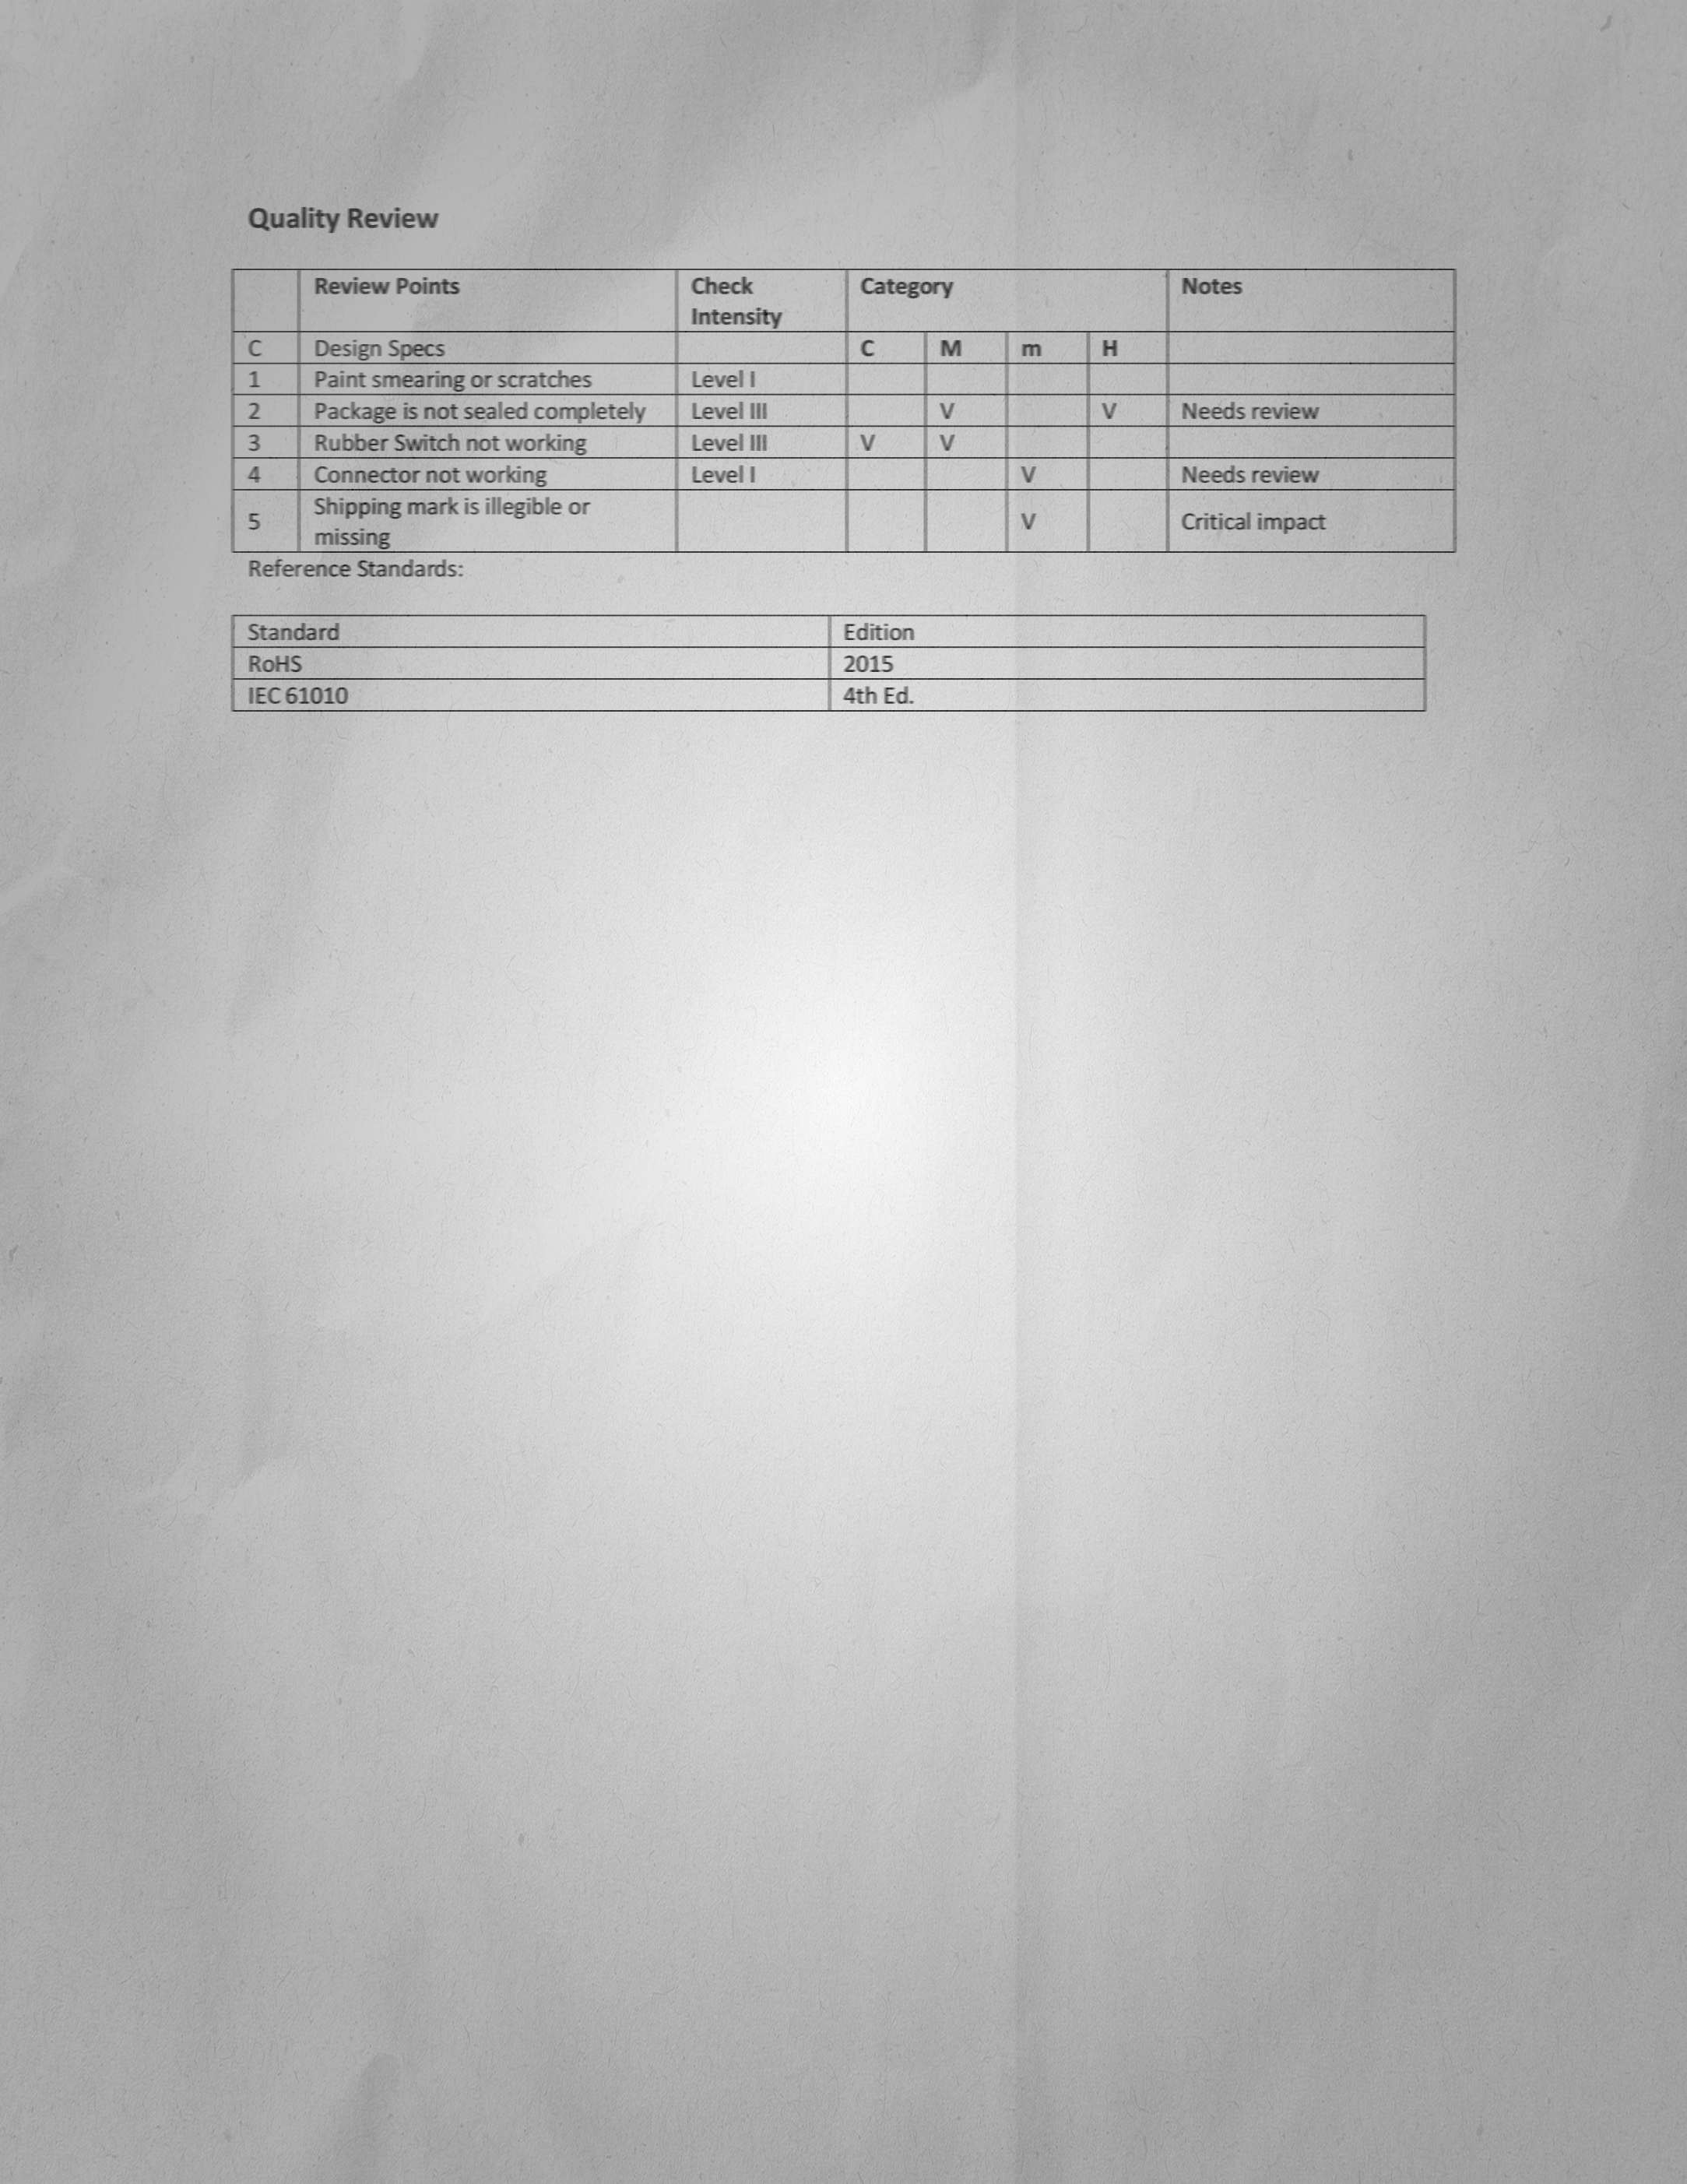 Quality Review
Review Points Check Intensity Category Notes
C Design Specs C M m H
1 Paint smearing or scratches Level I
2 Package is not sealed completely Level III V V Needs review
3 Rubber Switch not working Level III V V
4 Connector not working Level I V Needs review
5 Shipping mark is illegible or missing V Critical impact
Reference Standards:
Standard Edition
RoHS 2015
IEC 61010 4th Ed.